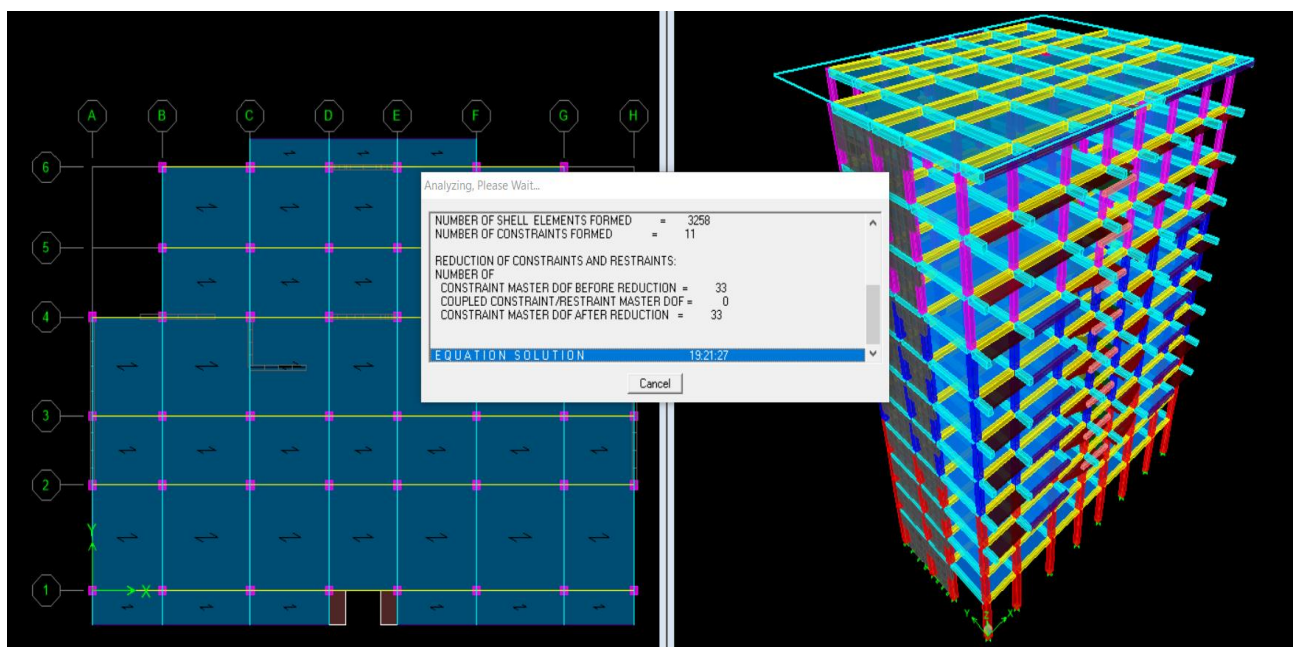 A B C D E F G H
6
Analyzing, Please Wait...
NUMBER OF SHELL ELEMENTS FORMED = 3258
NUMBER OF CONSTRAINTS FORMED = 11
5
REDUCTION OF CONSTRAINTS AND RESTRAINTS:
NUMBER OF
CONSTRAINT MASTER DOF BEFORE REDUCTION = 33
COUPLED CONSTRAINT/RESTRAINT MASTER DOF = 0
CONSTRAINT MASTER DOF AFTER REDUCTION = 33
4
E Q U A T I O N S O L U T I O N 19:21:27
Cancel
3
2
Y
1
X
Y Z X